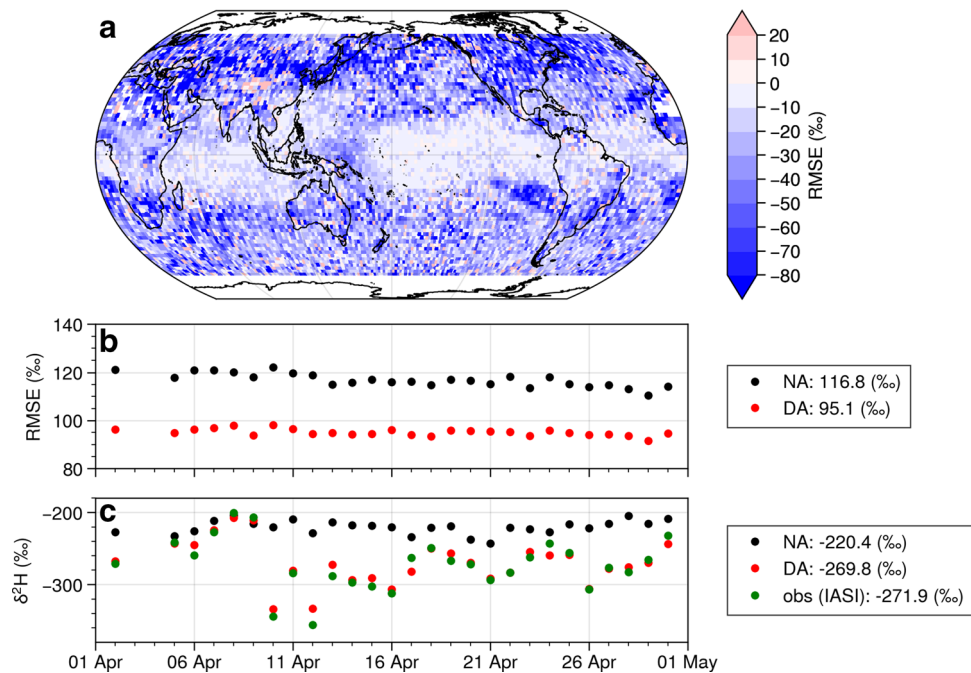 a
20
10
0
−10
−20
−30
−40
−50
−60
−70
−80
RMSE (‰)
b
140
120
100
80
RMSE (‰)
NA: 116.8 (‰)
DA: 95.1 (‰)
c
−200
−300
δ²H (‰)
NA: -220.4 (‰)
DA: -269.8 (‰)
obs (IASI): -271.9 (‰)
01 Apr 06 Apr 11 Apr 16 Apr 21 Apr 26 Apr 01 May